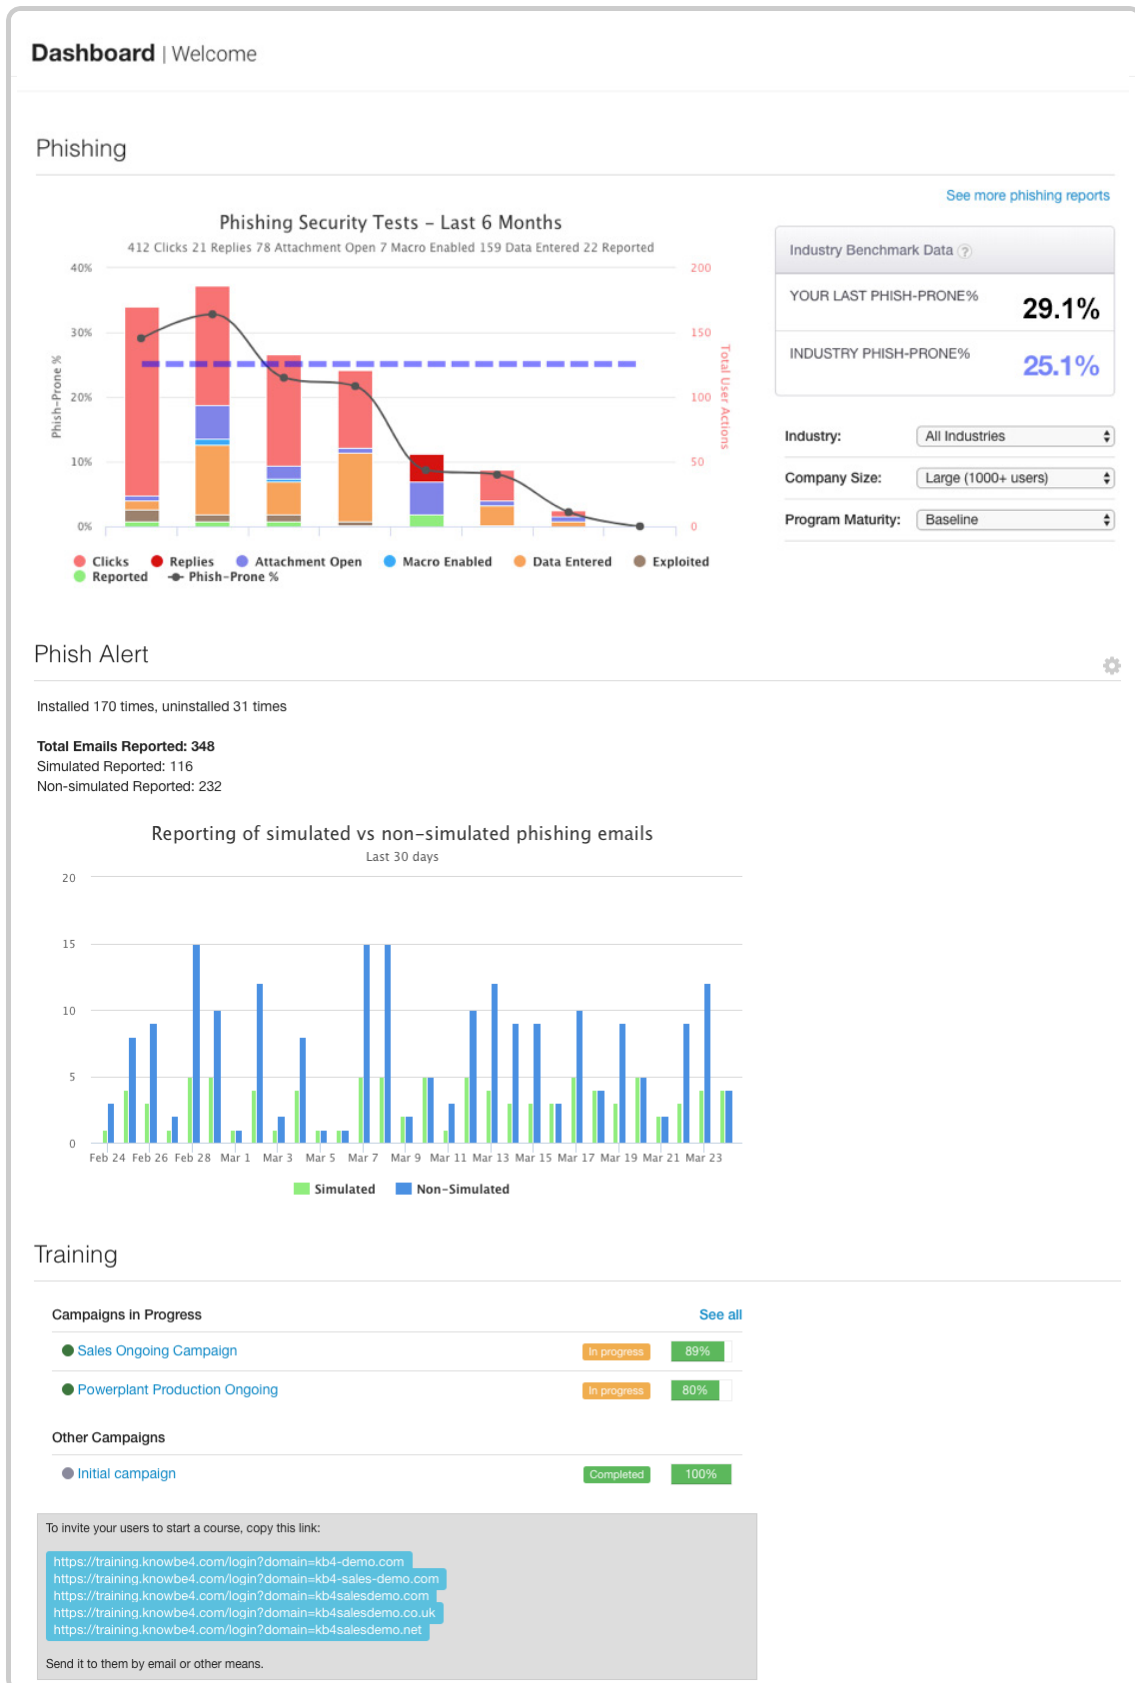 Dashboard | Welcome
Phishing
See more phishing reports
Phishing Security Tests – Last 6 Months
412 Clicks 21 Replies 78 Attachment Open 7 Macro Enabled 159 Data Entered 22 Reported
40%
30%
20%
10%
0%
Phish-Prone %
200
150
100
50
0
Total User Actions
Clicks Replies Attachment Open Macro Enabled Data Entered Exploited
Reported Phish-Prone %
Industry Benchmark Data ?
YOUR LAST PHISH-PRONE% 29.1%
INDUSTRY PHISH-PRONE% 25.1%
Industry: All Industries
Company Size: Large (1000+ users)
Program Maturity: Baseline
Phish Alert
Installed 170 times, uninstalled 31 times
Total Emails Reported: 348
Simulated Reported: 116
Non-simulated Reported: 232
Reporting of simulated vs non-simulated phishing emails
Last 30 days
20
15
10
5
0
Feb 24 Feb 26 Feb 28 Mar 1 Mar 3 Mar 5 Mar 7 Mar 9 Mar 11 Mar 13 Mar 15 Mar 17 Mar 19 Mar 21 Mar 23
Simulated Non-Simulated
Training
Campaigns in Progress See all
Sales Ongoing Campaign In progress 89%
Powerplant Production Ongoing In progress 80%
Other Campaigns
Initial campaign Completed 100%
To invite your users to start a course, copy this link:
https://training.knowbe4.com/login?domain=kb4-demo.com
https://training.knowbe4.com/login?domain=kb4-sales-demo.com
https://training.knowbe4.com/login?domain=kb4salesdemo.com
https://training.knowbe4.com/login?domain=kb4salesdemo.co.uk
https://training.knowbe4.com/login?domain=kb4salesdemo.net
Send it to them by email or other means.